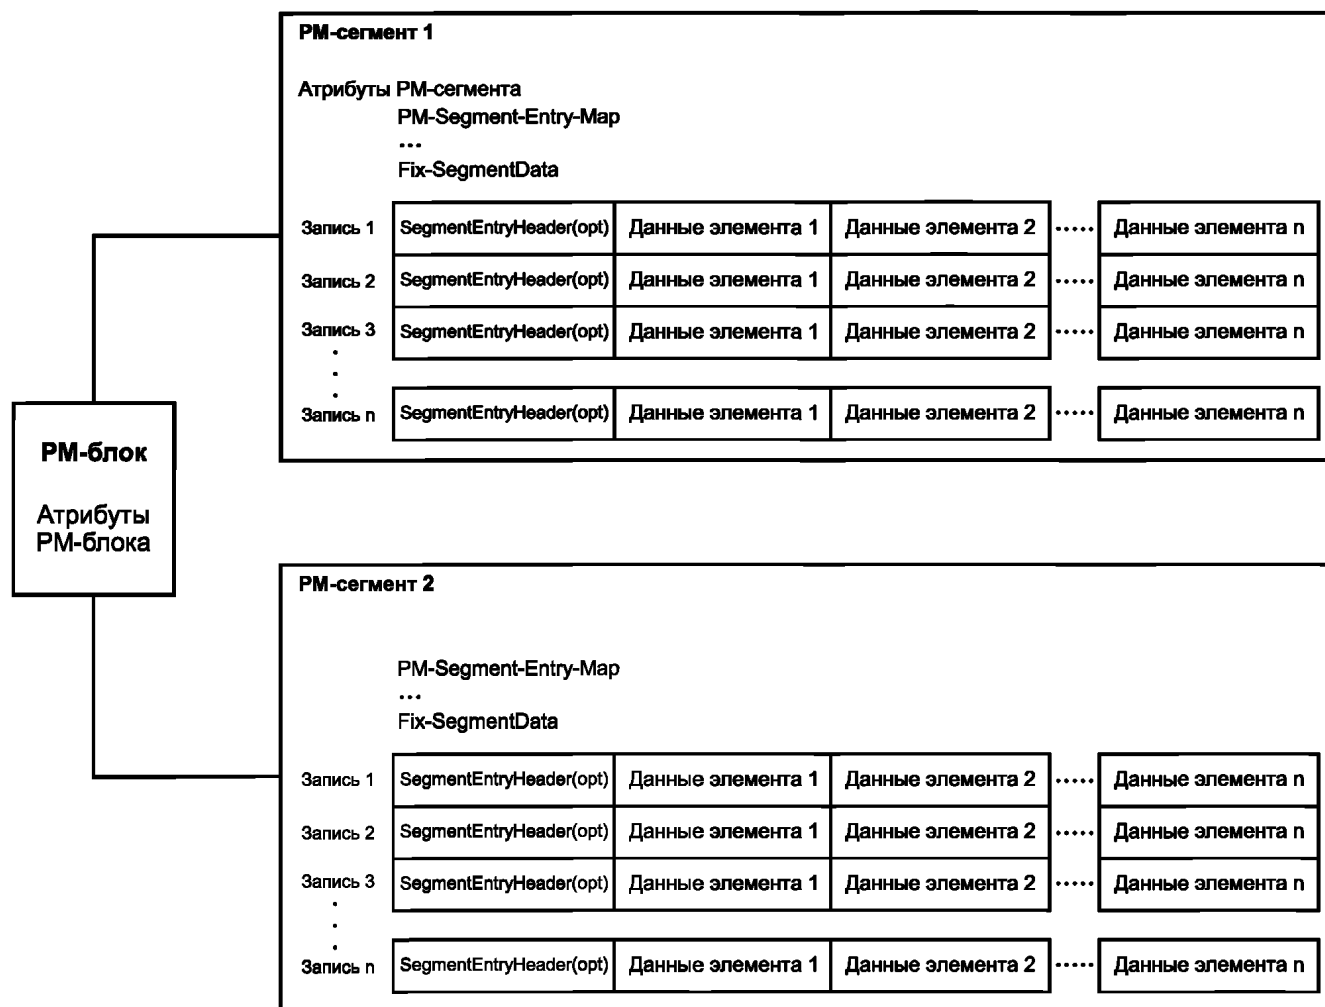 РМ-сегмент 1
Атрибуты РМ-сегмента
PM-Segment-Entry-Map
...
Fix-SegmentData
Запись 1 SegmentEntryHeader(opt) Данные элемента 1 Данные элемента 2 ..... Данные элемента n
Запись 2 SegmentEntryHeader(opt) Данные элемента 1 Данные элемента 2 ..... Данные элемента n
Запись 3 SegmentEntryHeader(opt) Данные элемента 1 Данные элемента 2 ..... Данные элемента n
Запись n SegmentEntryHeader(opt) Данные элемента 1 Данные элемента 2 ..... Данные элемента n
РМ-блок
Атрибуты
РМ-блока
РМ-сегмент 2
PM-Segment-Entry-Map
...
Fix-SegmentData
Запись 1 SegmentEntryHeader(opt) Данные элемента 1 Данные элемента 2 ..... Данные элемента n
Запись 2 SegmentEntryHeader(opt) Данные элемента 1 Данные элемента 2 ..... Данные элемента n
Запись 3 SegmentEntryHeader(opt) Данные элемента 1 Данные элемента 2 ..... Данные элемента n
Запись n SegmentEntryHeader(opt) Данные элемента 1 Данные элемента 2 ..... Данные элемента n